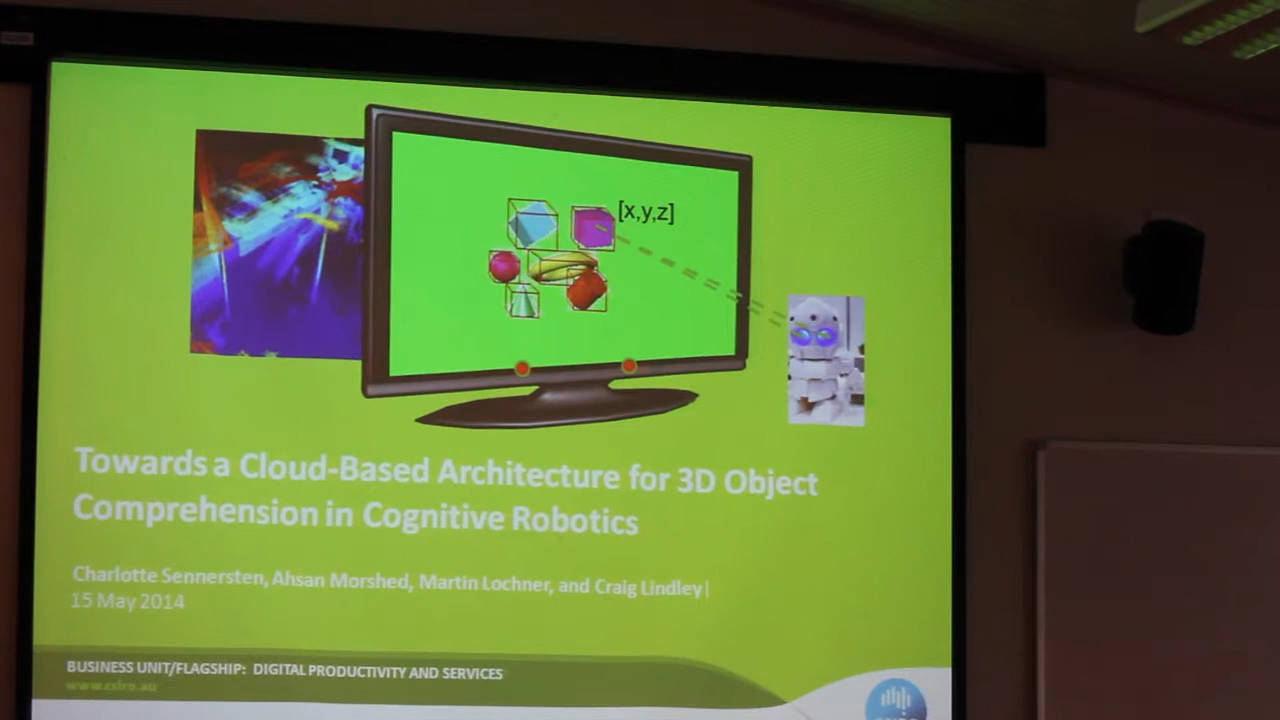 [x,y,z]
Towards a Cloud-Based Architecture for 3D Object
Comprehension in Cognitive Robotics
Charlotte Sennersten, Ahsan Morshed, Martin Lochner, and Craig Lindley|
15 May 2014
BUSINESS UNIT/FLAGSHIP: DIGITAL PRODUCTIVITY AND SERVICES
www.csiro.au